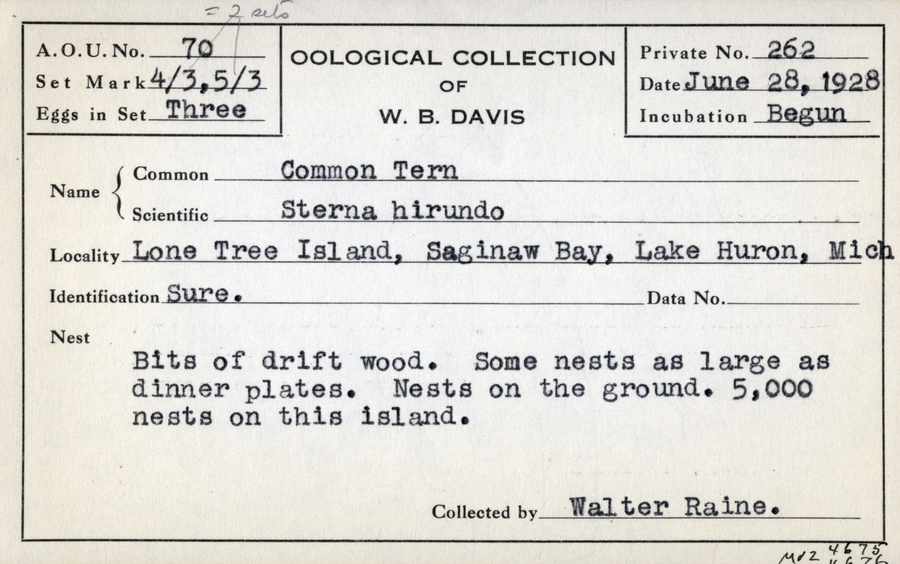 = 2 sets
A.O.U. No. 70
Set Mark 4/3, 5/3
Eggs in Set Three
OOLOGICAL COLLECTION
OF
W. B. DAVIS
Private No. 262
Date June 28, 1928
Incubation Begun
Name { Common Common Tern
Scientific Sterna hirundo
Locality Lone Tree Island, Saginaw Bay, Lake Huron, Mich
Identification Sure. Data No.
Nest
Bits of drift wood. Some nests as large as
dinner plates. Nests on the ground. 5,000
nests on this island.
Collected by Walter Raine.
4675